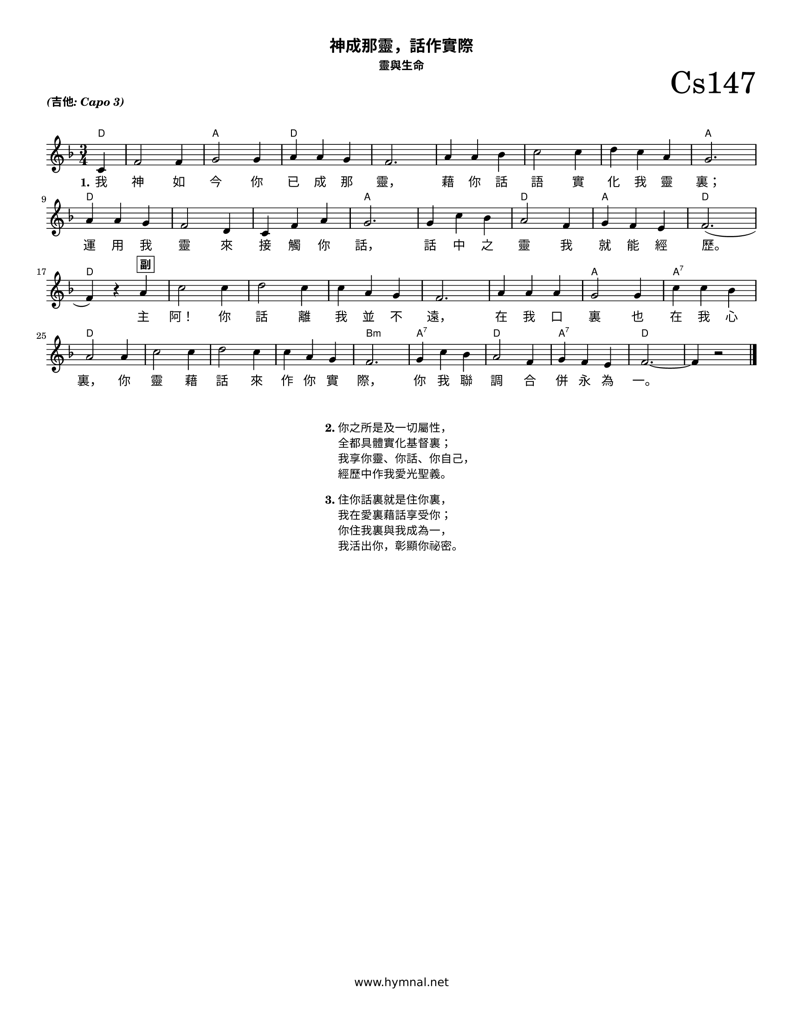 神成那靈，話作實際
靈與生命
Cs147
(吉他: Capo 3)
D A D A
1. 我 神 如 今 你 已 成 那 靈， 藉 你 話 語 實 化 我 靈 裏；
9 D A D A D
運 用 我 靈 來 接 觸 你 話， 話 中 之 靈 我 就 能 經 歷。
17 D 副 A A7
主 阿！ 你 話 離 我 並 不 遠， 在 我 口 裏 也 在 我 心
25 D Bm A7 D A7 D
裏， 你 靈 藉 話 來 作 你 實 際， 你 我 聯 調 合 併 永 為 一。
2. 你之所是及一切屬性，
全都具體實化基督裏；
我享你靈、你話、你自己，
經歷中作我愛光聖義。
3. 住你話裏就是住你裏，
我在愛裏藉話享受你；
你住我裏與我成為一，
我活出你，彰顯你祕密。
www.hymnal.net